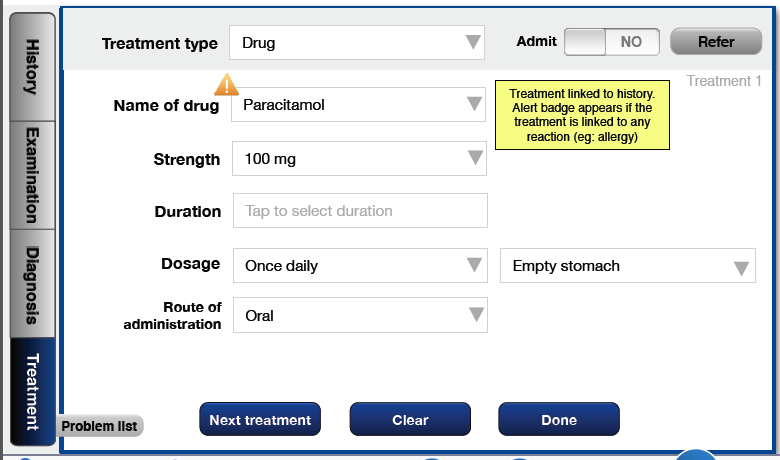 Treatment type
Drug
Admit
NO
Refer
Treatment 1
Name of drug
Paracitamol
Treatment linked to history.
Alert badge appears if the
treatment is linked to any
reaction (eg: allergy)
Strength
100 mg
Duration
Tap to select duration
Dosage
Once daily
Empty stomach
Route of
administration
Oral
Next treatment
Clear
Done
History
Examination
Diagnosis
Treatment
Problem list